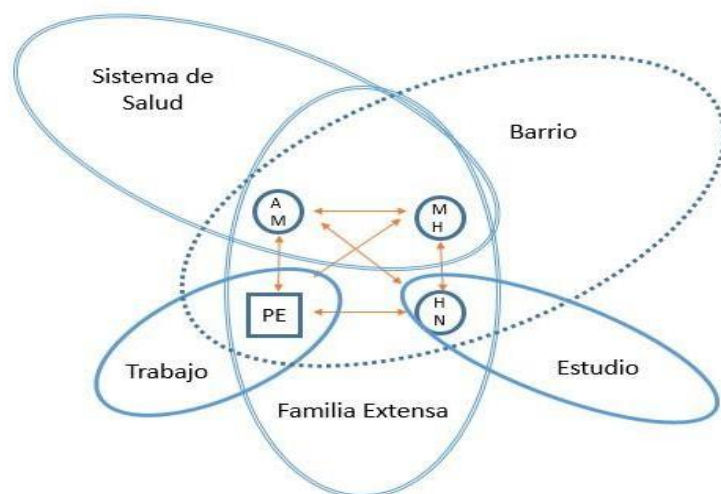 Sistema de
Salud
Barrio
A
M
M
H
PE
H
N
Trabajo
Estudio
Familia Extensa